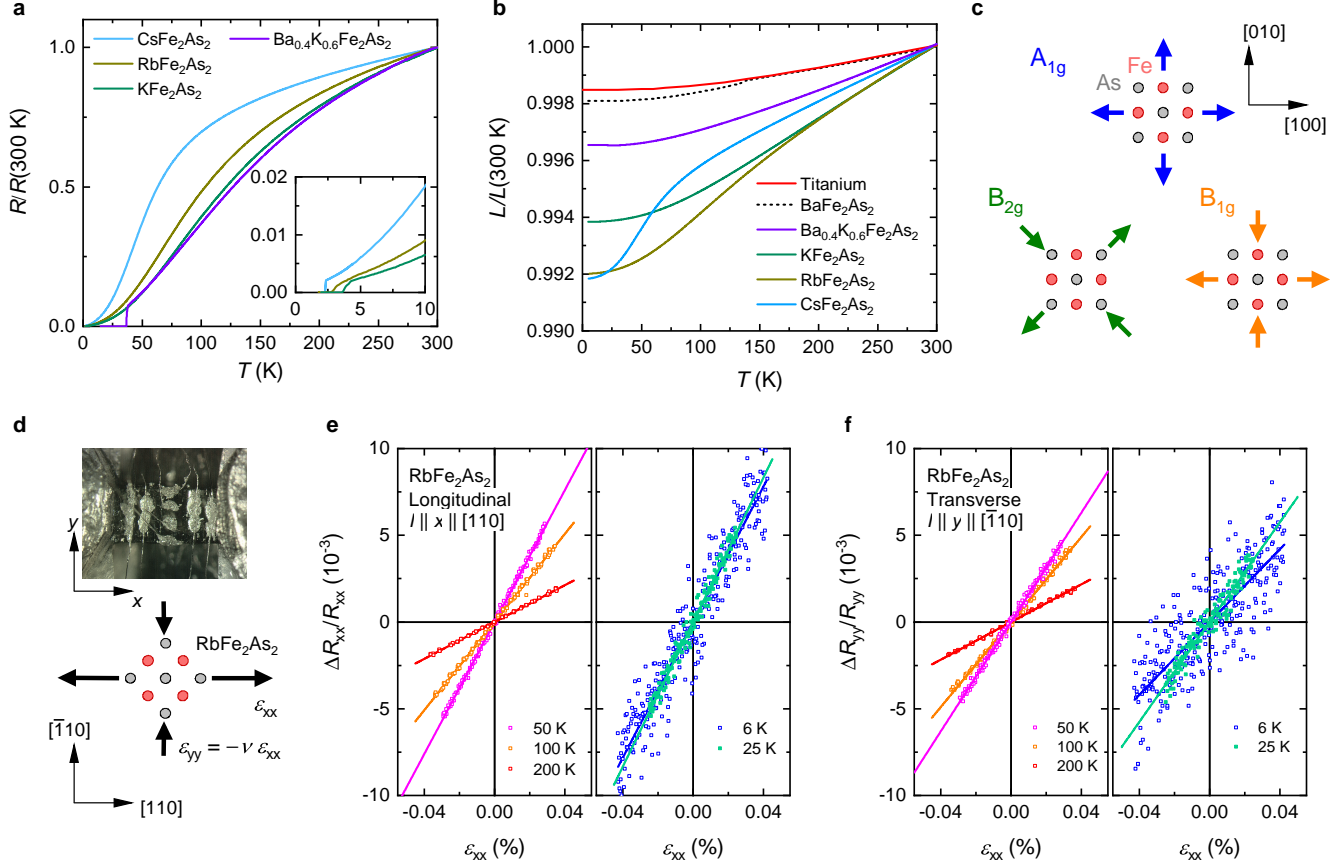 a
CsFe₂As₂
Ba₀.₄K₀.₆Fe₂As₂
RbFe₂As₂
KFe₂As₂
R/R(300 K)
1.0
0.5
0.0
0 50 100 150 200 250 300
T (K)
0.02
0.01
0.00
5 10
b
L/L(300 K)
1.000
0.998
0.996
0.994
0.992
0.990
Titanium
BaFe₂As₂
Ba₀.₄K₀.₆Fe₂As₂
KFe₂As₂
RbFe₂As₂
CsFe₂As₂
0 50 100 150 200 250 300
T (K)
c
A₁g
Fe
As
[010]
[100]
B₂g
B₁g
d
y
x
RbFe₂As₂
εxx
εyy = −ν εxx
[1̄10]
[110]
e
ΔRxx/Rxx (10⁻³)
10
5
0
-5
-10
RbFe₂As₂
Longitudinal
I || x || [110]
50 K
100 K
200 K
6 K
25 K
-0.04 0.00 0.04
-0.04 0.00 0.04
εxx (%)
εxx (%)
f
ΔRyy/Ryy (10⁻³)
10
5
0
-5
-10
RbFe₂As₂
Transverse
I || y || [1̄10]
50 K
100 K
200 K
6 K
25 K
-0.04 0.00 0.04
-0.04 0.00 0.04
εxx (%)
εxx (%)